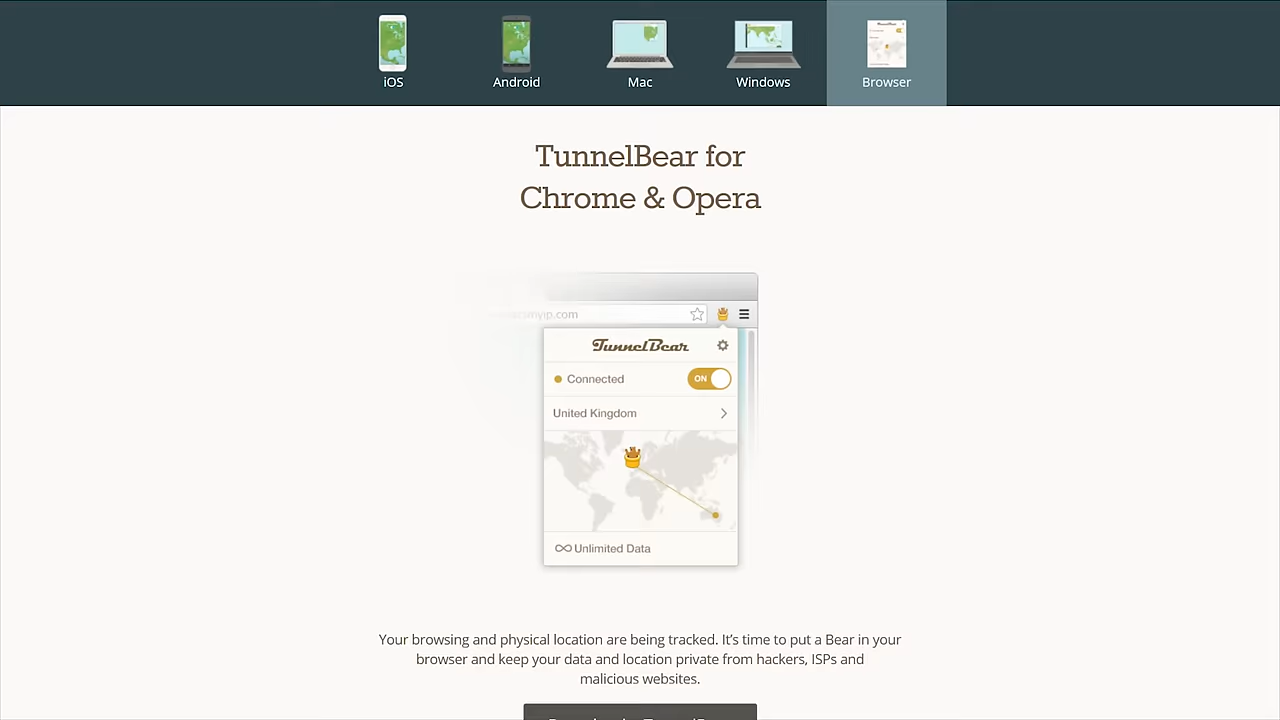 iOS
Android
Mac
Windows
Browser
TunnelBear for
Chrome & Opera
myip.com
TunnelBear
Connected
ON
United Kingdom
Unlimited Data
Your browsing and physical location are being tracked. It’s time to put a Bear in your
browser and keep your data and location private from hackers, ISPs and
malicious websites.